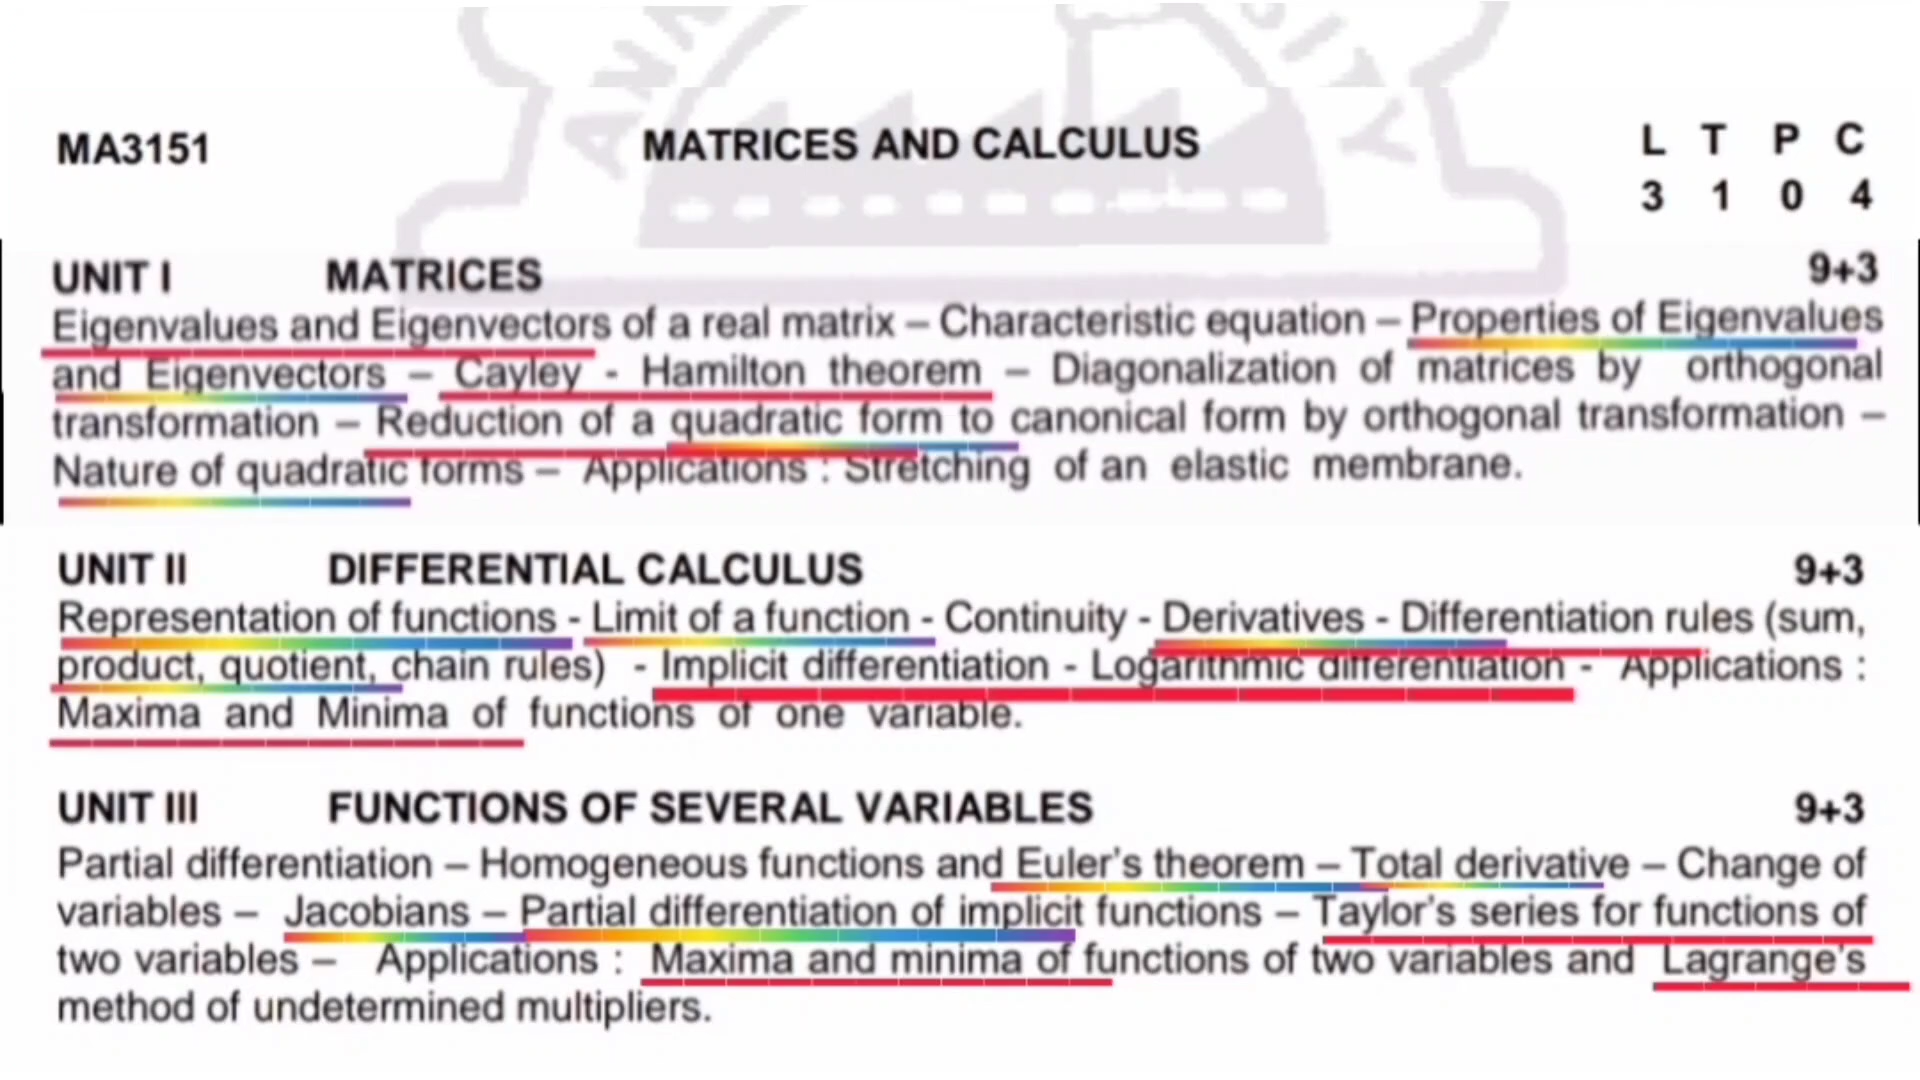 MA3151 MATRICES AND CALCULUS L T P C
3 1 0 4
UNIT I MATRICES 9+3
Eigenvalues and Eigenvectors of a real matrix – Characteristic equation – Properties of Eigenvalues
and Eigenvectors – Cayley - Hamilton theorem – Diagonalization of matrices by orthogonal
transformation – Reduction of a quadratic form to canonical form by orthogonal transformation –
Nature of quadratic forms – Applications : Stretching of an elastic membrane.
UNIT II DIFFERENTIAL CALCULUS 9+3
Representation of functions - Limit of a function - Continuity - Derivatives - Differentiation rules (sum,
product, quotient, chain rules) - Implicit differentiation - Logarithmic differentiation - Applications :
Maxima and Minima of functions of one variable.
UNIT III FUNCTIONS OF SEVERAL VARIABLES 9+3
Partial differentiation – Homogeneous functions and Euler's theorem – Total derivative – Change of
variables – Jacobians – Partial differentiation of implicit functions – Taylor's series for functions of
two variables – Applications : Maxima and minima of functions of two variables and Lagrange's
method of undetermined multipliers.